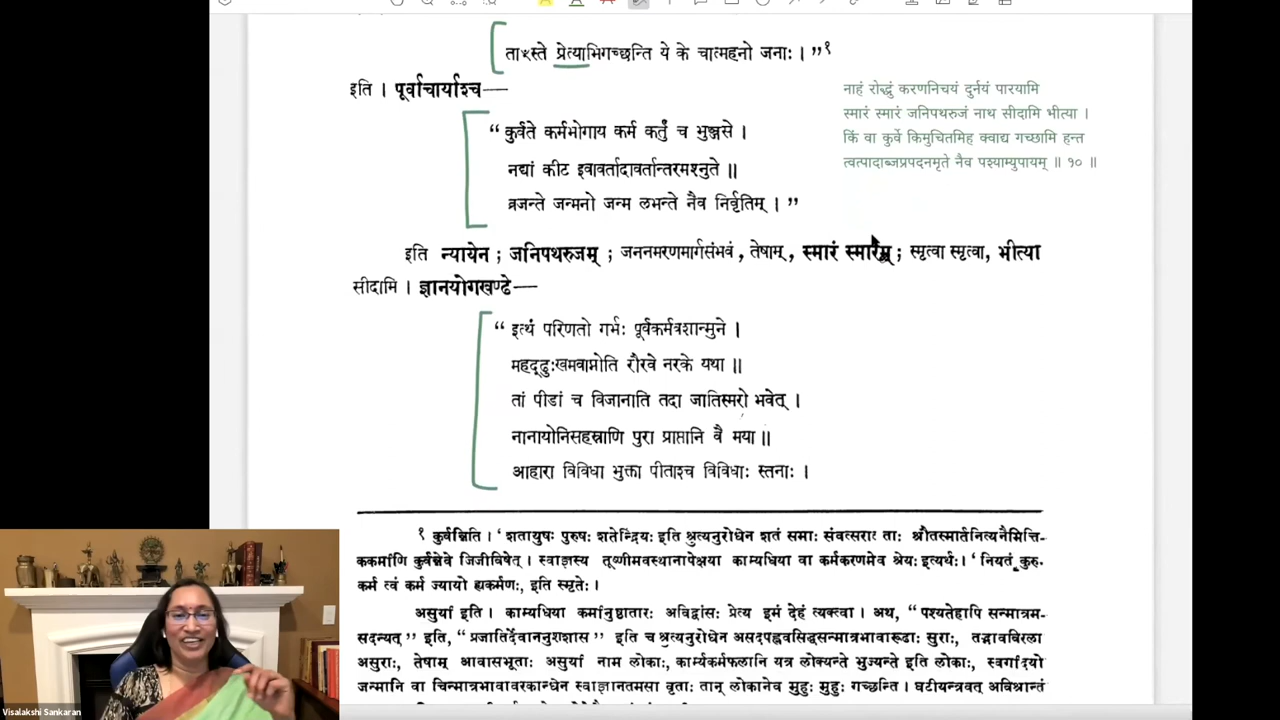 ता२स्ते प्रेत्याभिगच्छन्ति ये के चात्महनो जनाः । ”१
इति । पूर्वाचार्याश्च—
“ कुर्वते कर्मभोगाय कर्म कर्तुं च भुञ्जते ।
नद्यां कीट इवावर्तादावर्तान्तरमश्नुते ॥
व्रजन्ते जन्मनो जन्म लभन्ते नैव निर्वृतिम् । ”
नाहं रोद्धुं करणनिचयं दुर्नयं पारयामि
स्मारं स्मारं जनिपथरुजं नाथ सीदामि भीत्या ।
किं वा कुर्वे किमुचितमिह क्वाद्य गच्छामि हन्त
त्वत्पादाब्जप्रपदनमृते नैव पश्याम्युपायम् ॥ १० ॥
इति न्यायेन ; जनिपथरुजम् ; जननमरणमार्गसंभवं, तेषाम्, स्मारं स्मारम् ; स्मृत्वा स्मृत्वा, भीत्या
सीदामि । ज्ञानयोगखण्डे—
“ इत्थं परिणतो गर्भः पूर्वकर्मवशान्मुने ।
महद्दुःखमवाप्नोति रौरवे नरके यथा ॥
तां पीडां च विजानाति तदा जातिस्मरो भवेत् ।
नानायोनिसहस्राणि पुरा प्राप्तानि वै मया ॥
आहारा विविधा भुक्ता पीताश्च विविधाः स्तनाः ।
१ कुर्वन्निति । ‘ शतायुषः पुरुषः शतेन्द्रियः इति श्रुत्यनुरोधेन शतं समाः संवत्सराः ताः श्रौतस्मार्तनित्यनैमित्ति-
ककर्माणि कुर्वन्नेवे जिजीविषेत् । स्वाज्ञस्य तूष्णीमवस्थानापेक्षया काम्यधिया वा कर्मकरणमेव श्रेयः इत्यर्थः । ‘ नियतं कुरु
कर्म त्वं कर्म ज्यायो ह्यकर्मणः, इति स्मृतेः ।
असुर्या इति । काम्यधिया कर्मानुष्ठातारः अविद्वांसः प्रेत्य इमं देहं त्यक्त्वा । अथ, “ पश्यतेहापि सन्मात्रम-
सदन्यत् ” इति, “ प्रजातिर्देवाननुशशास ” इति च श्रुत्यनुरोधेन असदपह्नवसिद्धसन्मात्रभावारूढाः सुराः, तद्भावविरला
असुराः, तेषाम् आवासभूताः असुर्या नाम लोकाः, काम्यकर्मफलानि यत्र लोक्यन्ते भुज्यन्ते इति लोकाः, स्वर्गादयो
जन्मानि वा चिन्मात्रभावावरकान्धेन स्वाज्ञानतमसा वृताः तान् लोकानेव मुहुः मुहुः गच्छन्ति । घटीयन्त्रवत् अविश्रान्तं
Visalakshi Sankaran